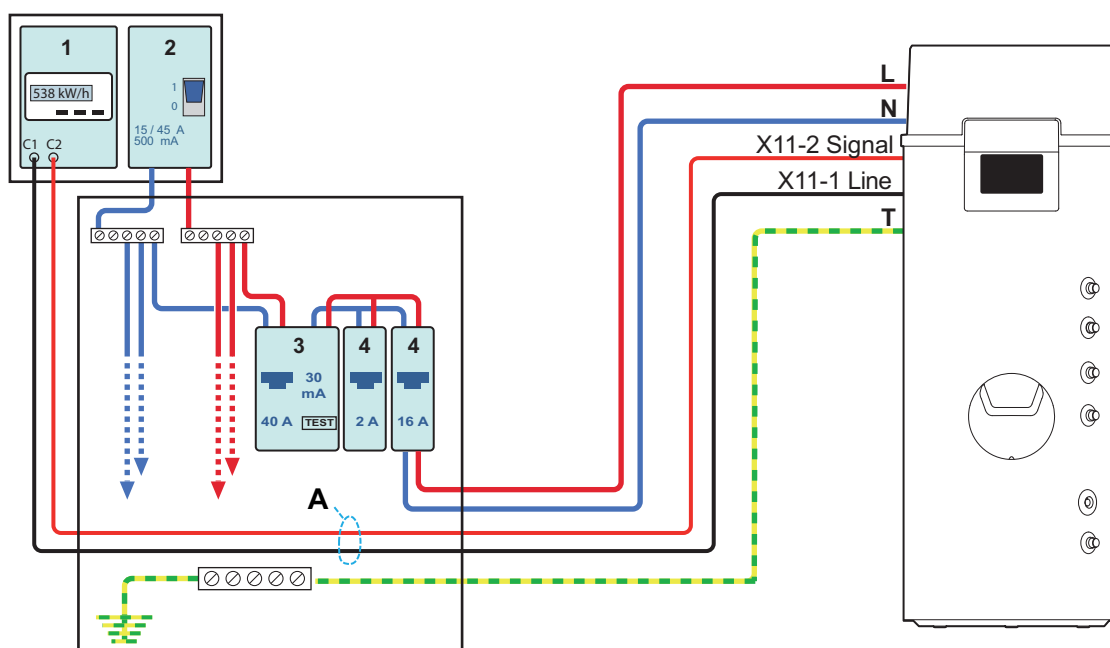 1
2
538 kW/h
1
0
15 / 45 A
500 mA
C1 C2
L
N
X11-2 Signal
X11-1 Line
T
3
4
4
30
mA
40 A
TEST
2 A
16 A
A